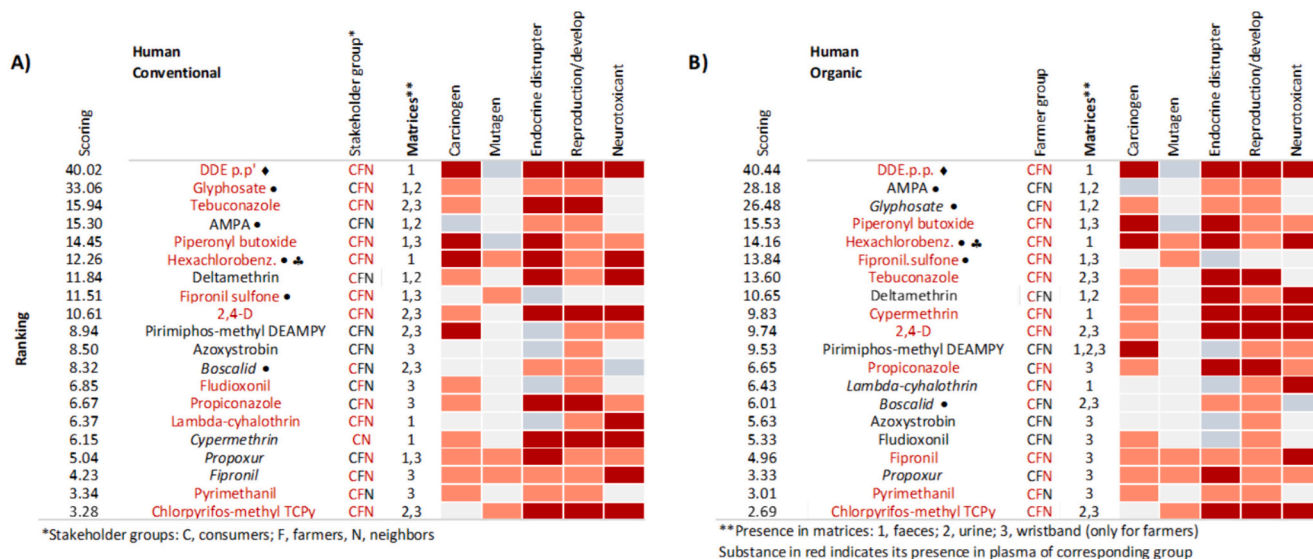 A)
Human
Conventional
Scoring
Stakeholder group*
Matrices**
Carcinogen
Mutagen
Endocrine distrupter
Reproduction/develop
Neurotoxicant
Ranking
40.02 DDE p.p' ♦ CFN 1
33.06 Glyphosate ● CFN 1,2
15.94 Tebuconazole CFN 2,3
15.30 AMPA ● CFN 1,2
14.45 Piperonyl butoxide CFN 1,3
12.26 Hexachlorobenz. ● ♣ CFN 1
11.84 Deltamethrin CFN 1,2
11.51 Fipronil sulfone ● CFN 1,3
10.61 2,4-D CFN 2,3
8.94 Pirimiphos-methyl DEAMPY CFN 2,3
8.50 Azoxystrobin CFN 3
8.32 Boscalid ● CFN 2,3
6.85 Fludioxonil CFN 3
6.67 Propiconazole CFN 3
6.37 Lambda-cyhalothrin CFN 1
6.15 Cypermethrin CN 1
5.04 Propoxur CFN 1,3
4.23 Fipronil CFN 3
3.34 Pyrimethanil CFN 3
3.28 Chlorpyrifos-methyl TCPy CFN 2,3
*Stakeholder groups: C, consumers; F, farmers, N, neighbors
B)
Human
Organic
Scoring
Farmer group
Matrices**
Carcinogen
Mutagen
Endocrine distrupter
Reproduction/develop
Neurotoxicant
40.44 DDE.p.p. ♦ CFN 1
28.18 AMPA ● CFN 1,2
26.48 Glyphosate ● CFN 1,2
15.53 Piperonyl butoxide CFN 1,3
14.16 Hexachlorobenz. ● ♣ CFN 1
13.84 Fipronil.sulfone ● CFN 1,3
13.60 Tebuconazole CFN 2,3
10.65 Deltamethrin CFN 1,2
9.83 Cypermethrin CFN 1
9.74 2,4-D CFN 2,3
9.53 Pirimiphos-methyl DEAMPY CFN 1,2,3
6.65 Propiconazole CFN 3
6.43 Lambda-cyhalothrin CFN 1
6.01 Boscalid ● CFN 2,3
5.63 Azoxystrobin CFN 3
5.33 Fludioxonil CFN 3
4.96 Fipronil CFN 3
3.33 Propoxur CFN 3
3.01 Pyrimethanil CFN 3
2.69 Chlorpyrifos-methyl TCPy CFN 2,3
**Presence in matrices: 1, faeces; 2, urine; 3, wristband (only for farmers)
Substance in red indicates its presence in plasma of corresponding group